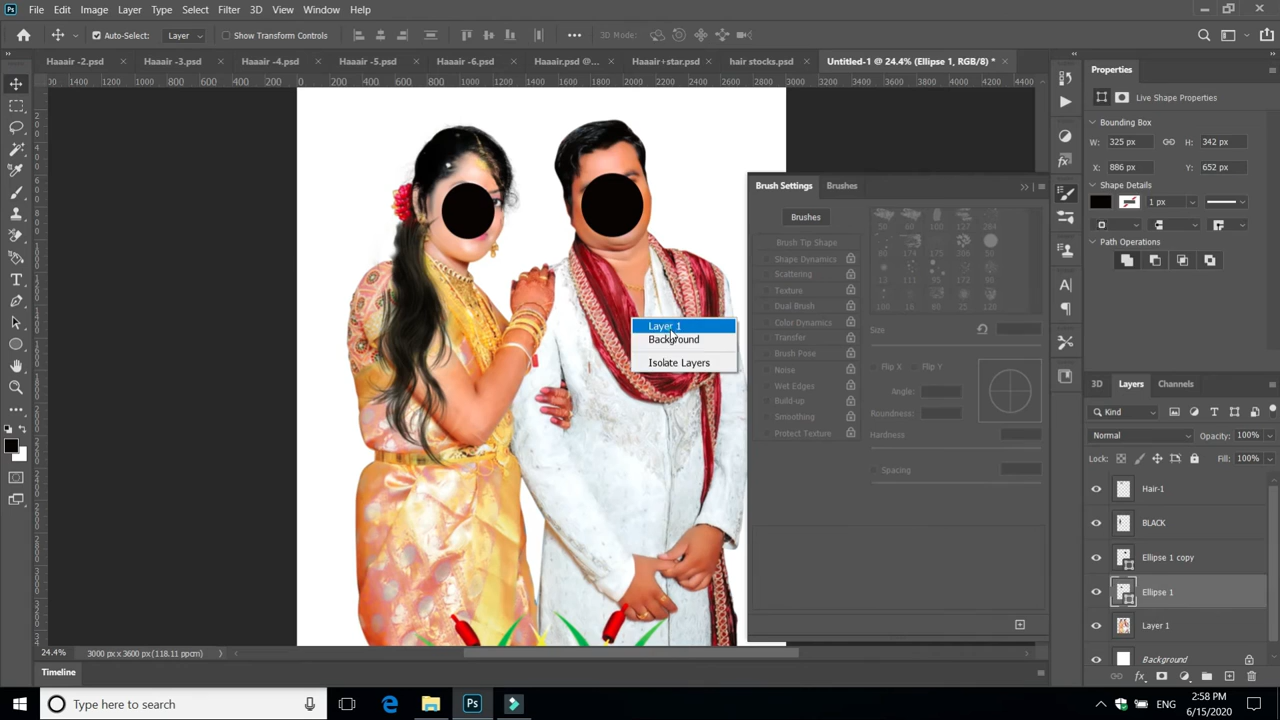 Ps File Edit Image Layer Type Select Filter 3D View Window Help
Auto-Select: Layer Show Transform Controls 3D Mode:
Haaair -2.psd × Haaair -3.psd × Haaair -4.psd × Haaair -5.psd × Haaair -6.psd × Haaair.psd @... × Haaair+star.psd × hair stocks.psd × Untitled-1 @ 24.4% (Ellipse 1, RGB/8) * ×
Properties
Live Shape Properties
Bounding Box
W: 325 px H: 342 px
X: 886 px Y: 652 px
Shape Details
1 px
Path Operations
Brush Settings Brushes
Brushes
Brush Tip Shape
Shape Dynamics
Scattering
Texture
Dual Brush
Color Dynamics
Transfer
Brush Pose
Noise
Wet Edges
Build-up
Smoothing
Protect Texture
Size
Flip X Flip Y
Angle:
Roundness:
Hardness
Spacing
Layer 1
Background
Isolate Layers
3D Layers Channels
Kind
Normal Opacity: 100%
Lock: Fill: 100%
Hair-1
BLACK
Ellipse 1 copy
Ellipse 1
Layer 1
Background
24.4% 3000 px x 3600 px (118.11 ppcm)
Timeline
Type here to search
ENG
2:58 PM
6/15/2020